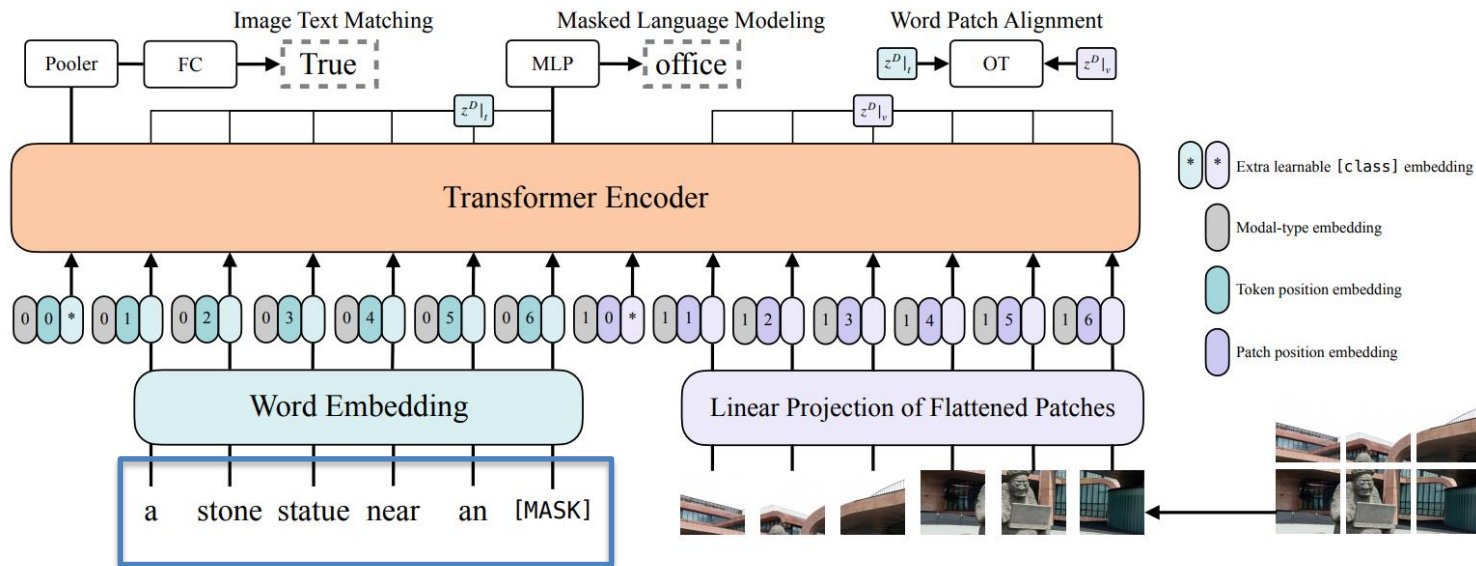 Image Text Matching
Masked Language Modeling
Word Patch Alignment
Pooler
FC
True
MLP
office
z^D|_t
OT
z^D|_v
z^D|_t
z^D|_v
Transformer Encoder
* * Extra learnable [class] embedding
Modal-type embedding
Token position embedding
Patch position embedding
0 0 *
0 1
0 2
0 3
0 4
0 5
0 6
1 0 *
1 1
1 2
1 3
1 4
1 5
1 6
Word Embedding
Linear Projection of Flattened Patches
a stone statue near an [MASK]